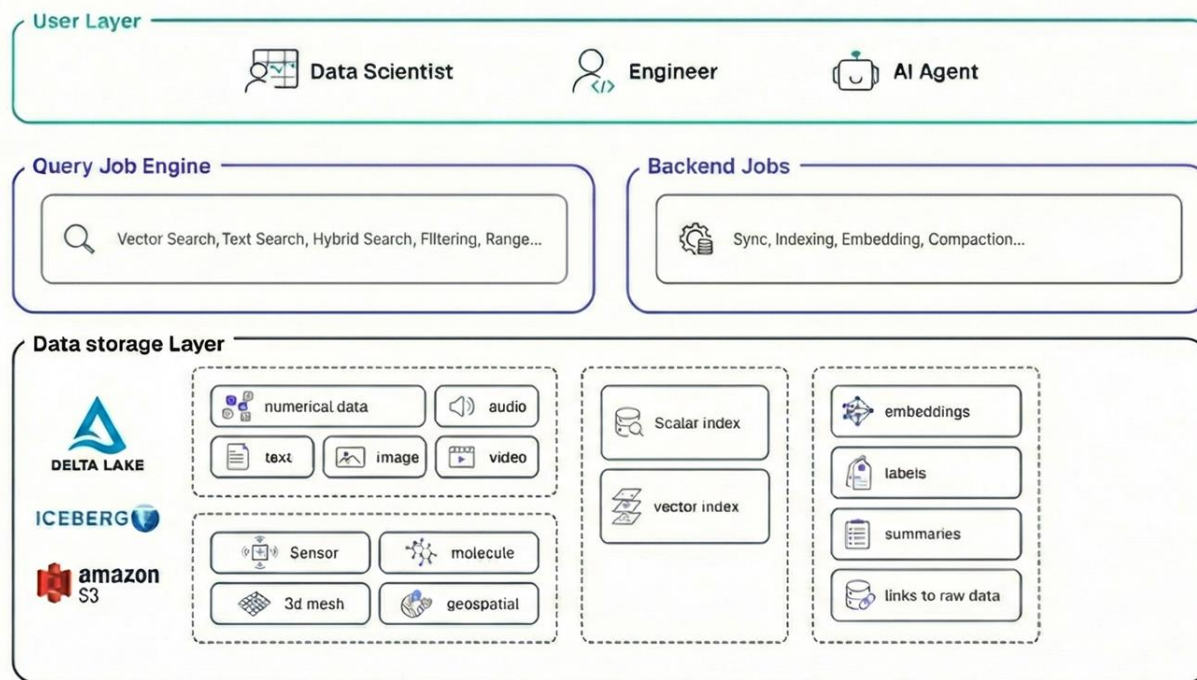 User Layer
Data Scientist
Engineer
AI Agent
Query Job Engine
Vector Search, Text Search, Hybrid Search, FIltering, Range...
Backend Jobs
Sync, Indexing, Embedding, Compaction...
Data storage Layer
DELTA LAKE
ICEBERG
amazon
S3
numerical data
audio
text
image
video
Sensor
molecule
3d mesh
geospatial
Scalar index
vector index
embeddings
labels
summaries
links to raw data